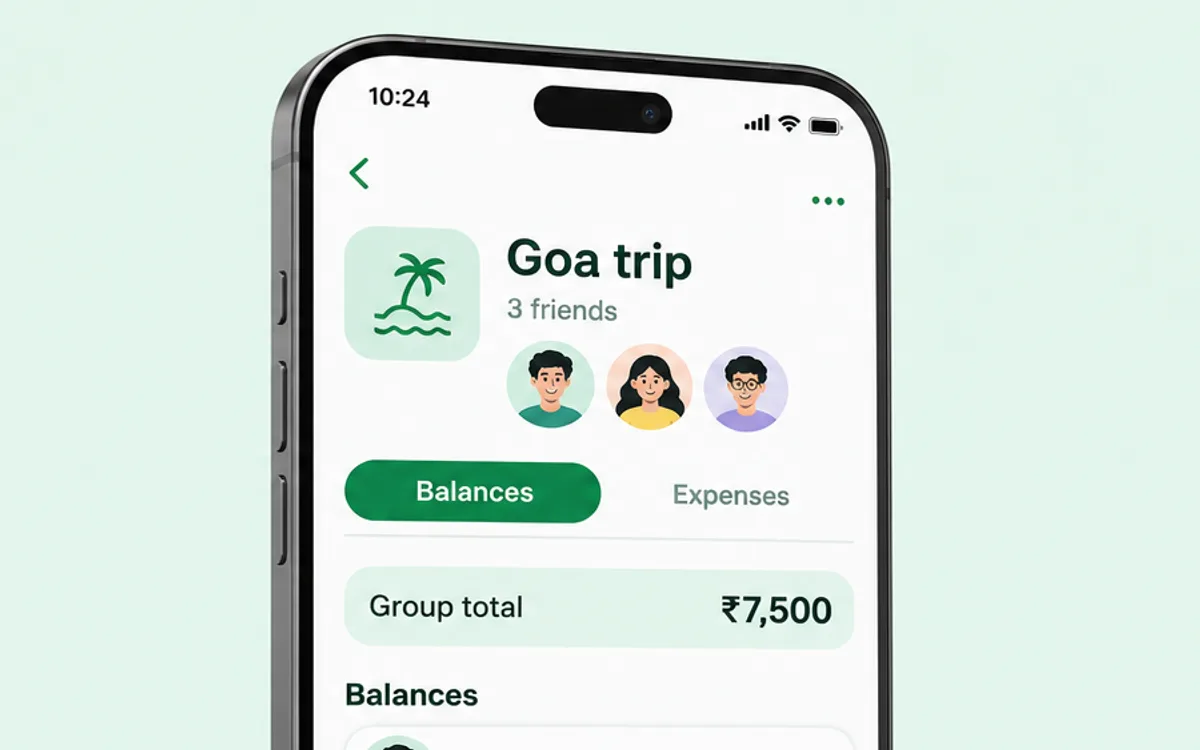 10:24
Goa trip
3 friends
Balances
Expenses
Group total
₹7,500
Balances